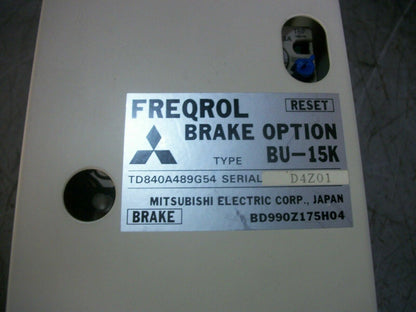 FREQROL RESET
BRAKE OPTION
TYPE BU-15K
TD840A489G54 SERIAL D4Z01
MITSUBISHI ELECTRIC CORP., JAPAN
BRAKE BD990Z175H04